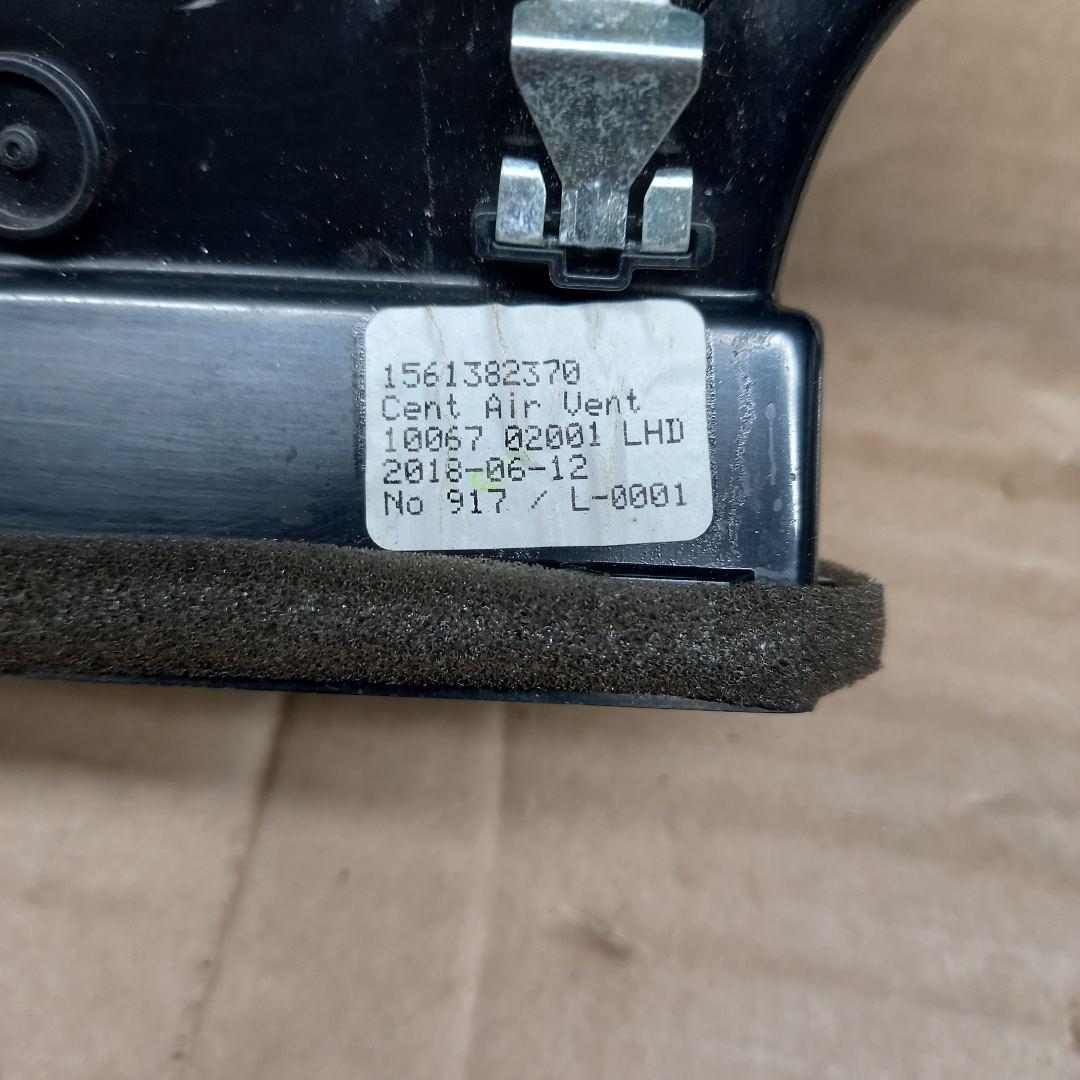 1561382370
Cent Air Vent
10067 02001 LHD
2018-06-12
No 917 / L-0001